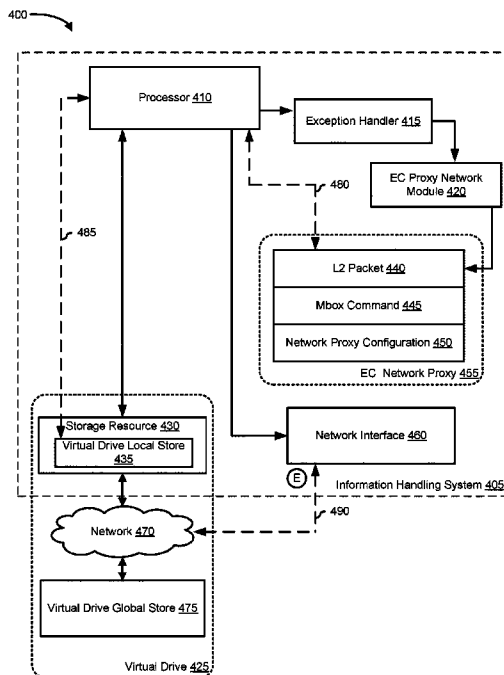 400
Processor 410
Exception Handler 415
EC Proxy Network
Module 420
480
485
L2 Packet 440
Mbox Command 445
Network Proxy Configuration 450
EC Network Proxy 455
Storage Resource 430
Virtual Drive Local Store
435
Network Interface 460
E
Information Handling System 405
Network 470
490
Virtual Drive Global Store 475
Virtual Drive 425